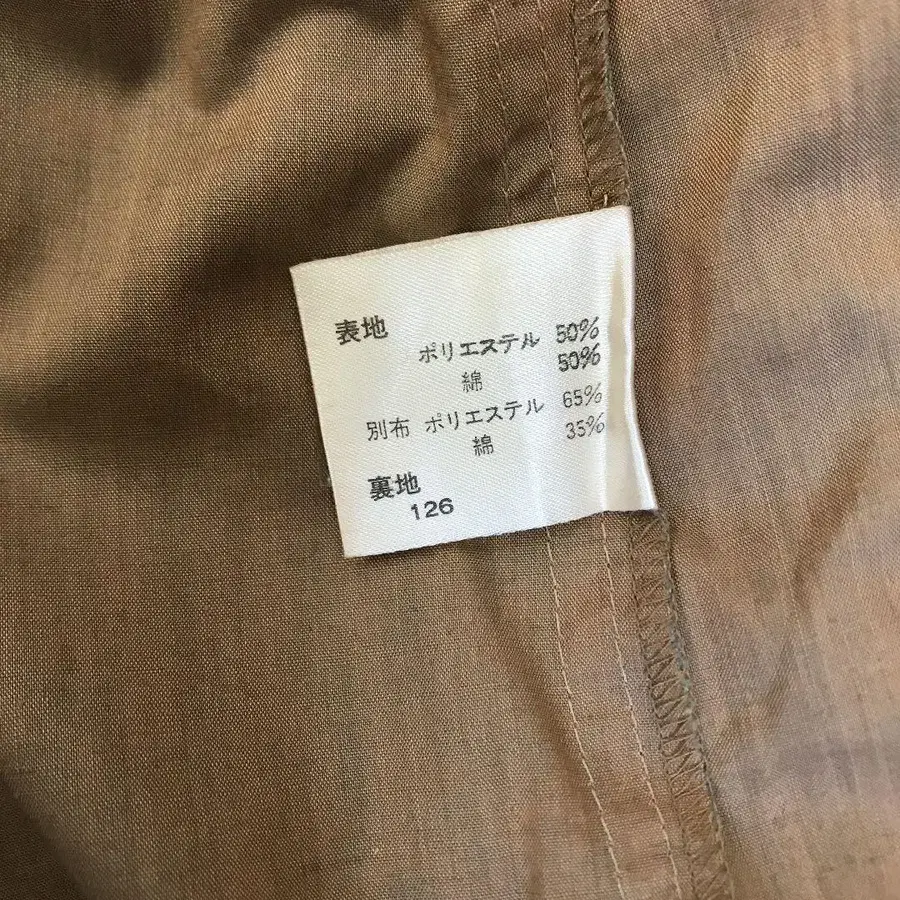 表地
ポリエステル 50%
綿 50%
別布 ポリエステル 65%
綿 35%
裏地
126